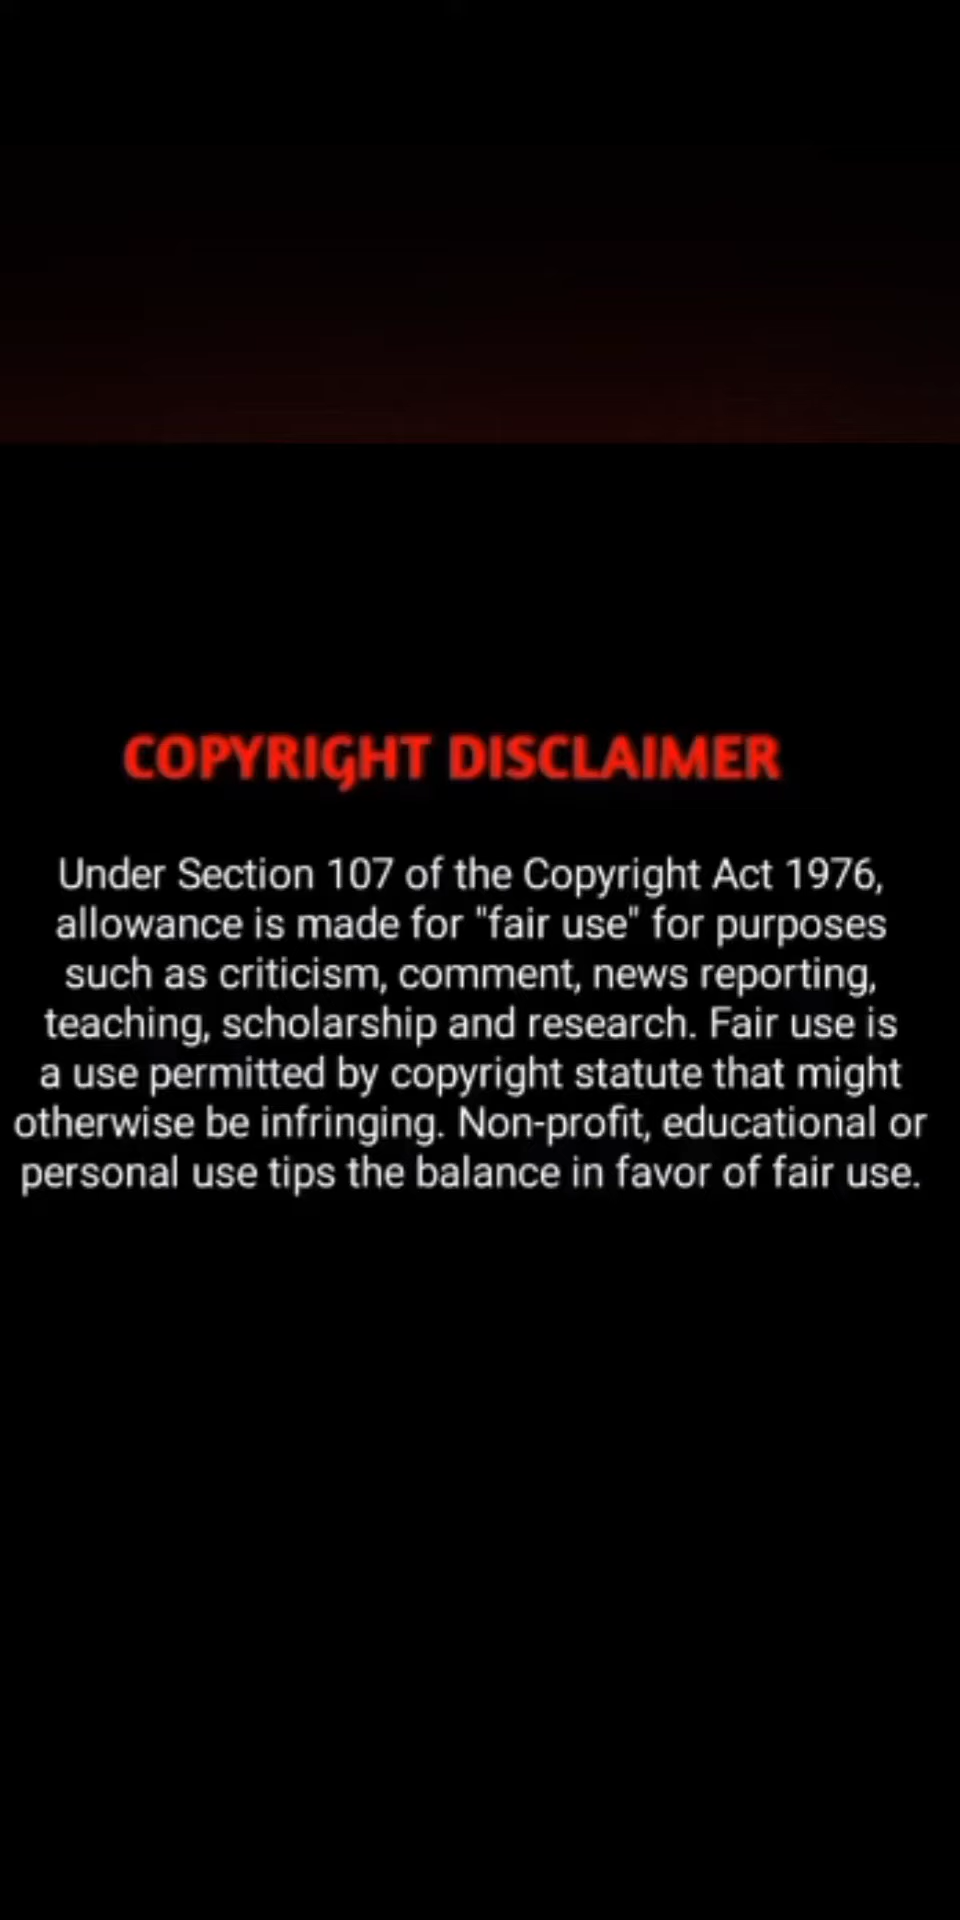 COPYRIGHT DISCLAIMER
Under Section 107 of the Copyright Act 1976,
allowance is made for "fair use" for purposes
such as criticism, comment, news reporting,
teaching, scholarship and research. Fair use is
a use permitted by copyright statute that might
otherwise be infringing. Non-profit, educational or
personal use tips the balance in favor of fair use.